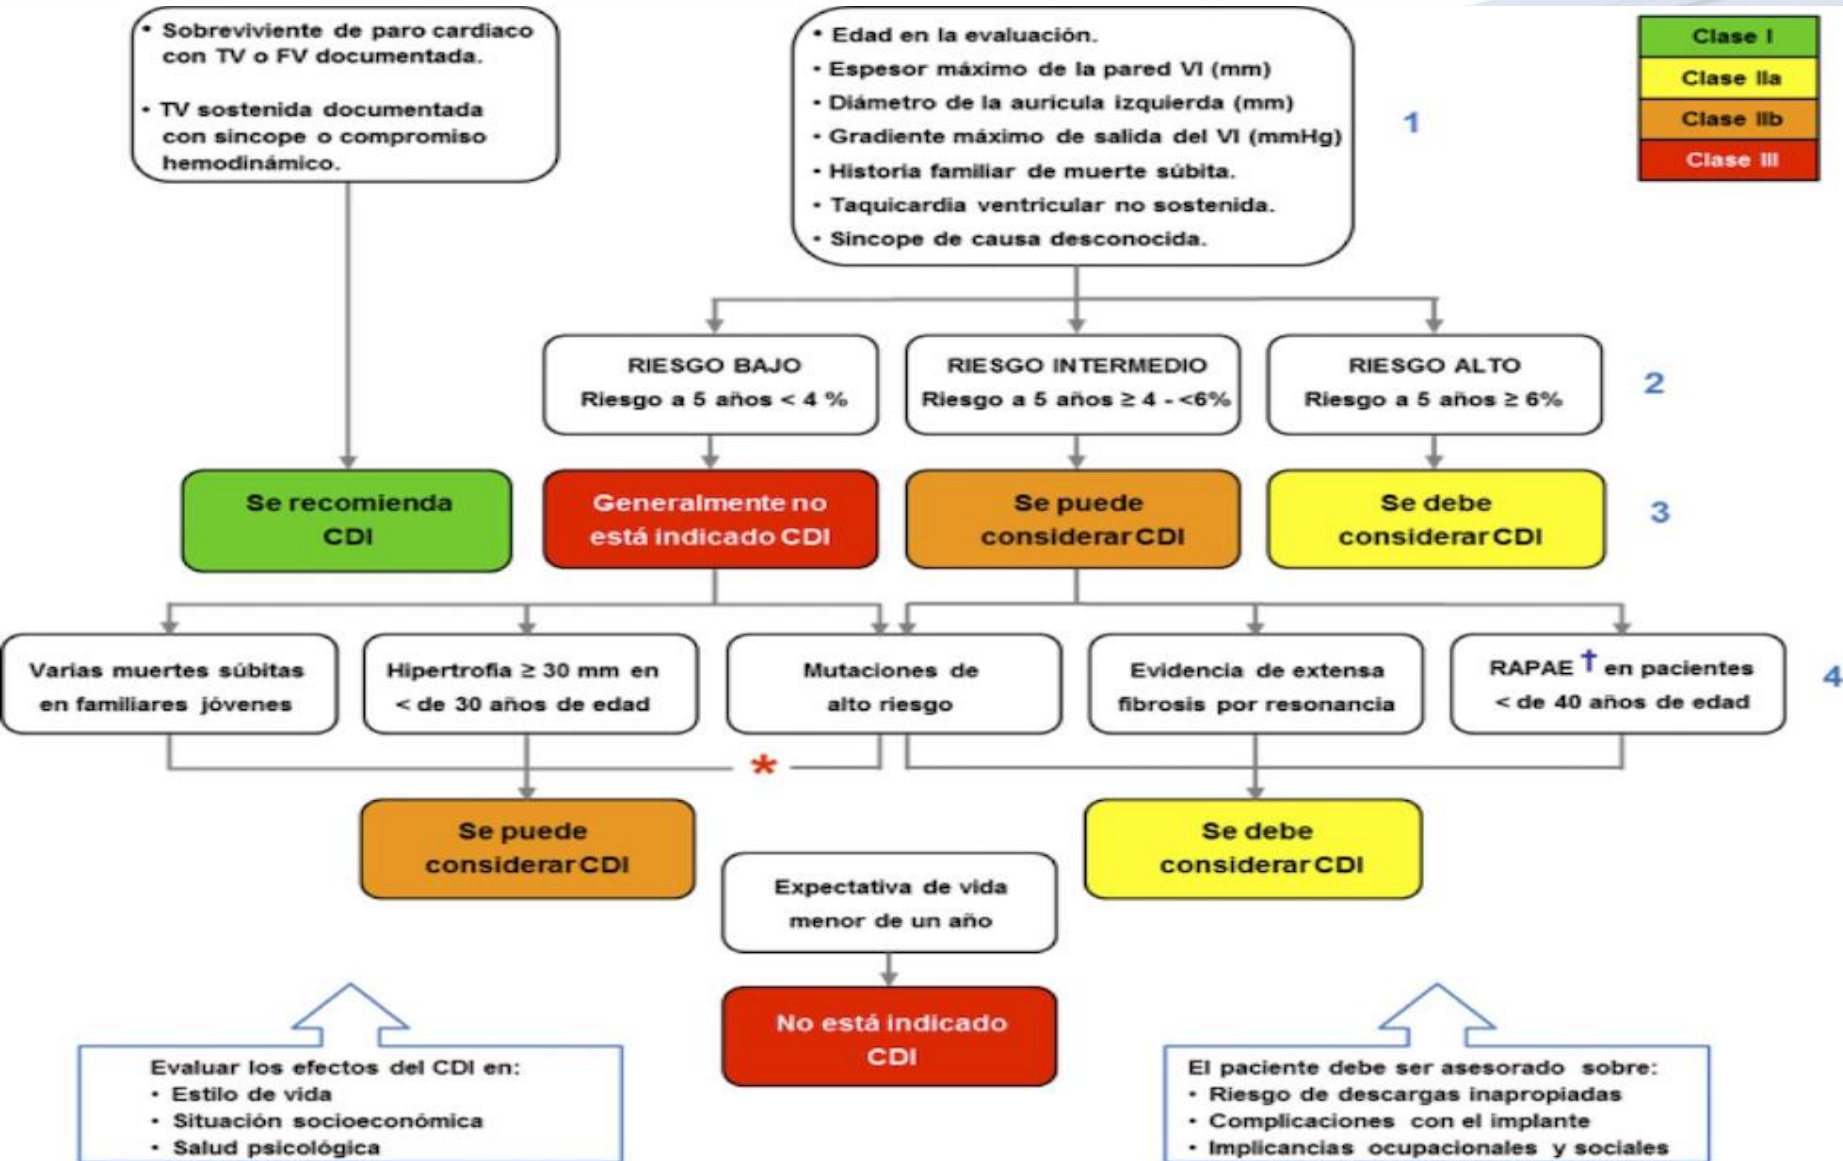 • Sobreviviente de paro cardiaco
con TV o FV documentada.
• TV sostenida documentada
con sincope o compromiso
hemodinámico.
• Edad en la evaluación.
• Espesor máximo de la pared VI (mm)
• Diámetro de la aurícula izquierda (mm)
• Gradiente máximo de salida del VI (mmHg)
• Historia familiar de muerte súbita.
• Taquicardia ventricular no sostenida.
• Sincope de causa desconocida.
1
Clase I
Clase IIa
Clase IIb
Clase III
RIESGO BAJO
Riesgo a 5 años < 4 %
RIESGO INTERMEDIO
Riesgo a 5 años ≥ 4 - <6%
RIESGO ALTO
Riesgo a 5 años ≥ 6%
2
Se recomienda
CDI
Generalmente no
está indicado CDI
Se puede
considerar CDI
Se debe
considerar CDI
3
Varias muertes súbitas
en familiares jóvenes
Hipertrofia ≥ 30 mm en
< de 30 años de edad
Mutaciones de
alto riesgo
Evidencia de extensa
fibrosis por resonancia
RAPAE † en pacientes
< de 40 años de edad
4
*
Se puede
considerar CDI
Se debe
considerar CDI
Expectativa de vida
menor de un año
No está indicado
CDI
Evaluar los efectos del CDI en:
• Estilo de vida
• Situación socioeconómica
• Salud psicológica
El paciente debe ser asesorado sobre:
• Riesgo de descargas inapropiadas
• Complicaciones con el implante
• Implicancias ocupacionales y sociales